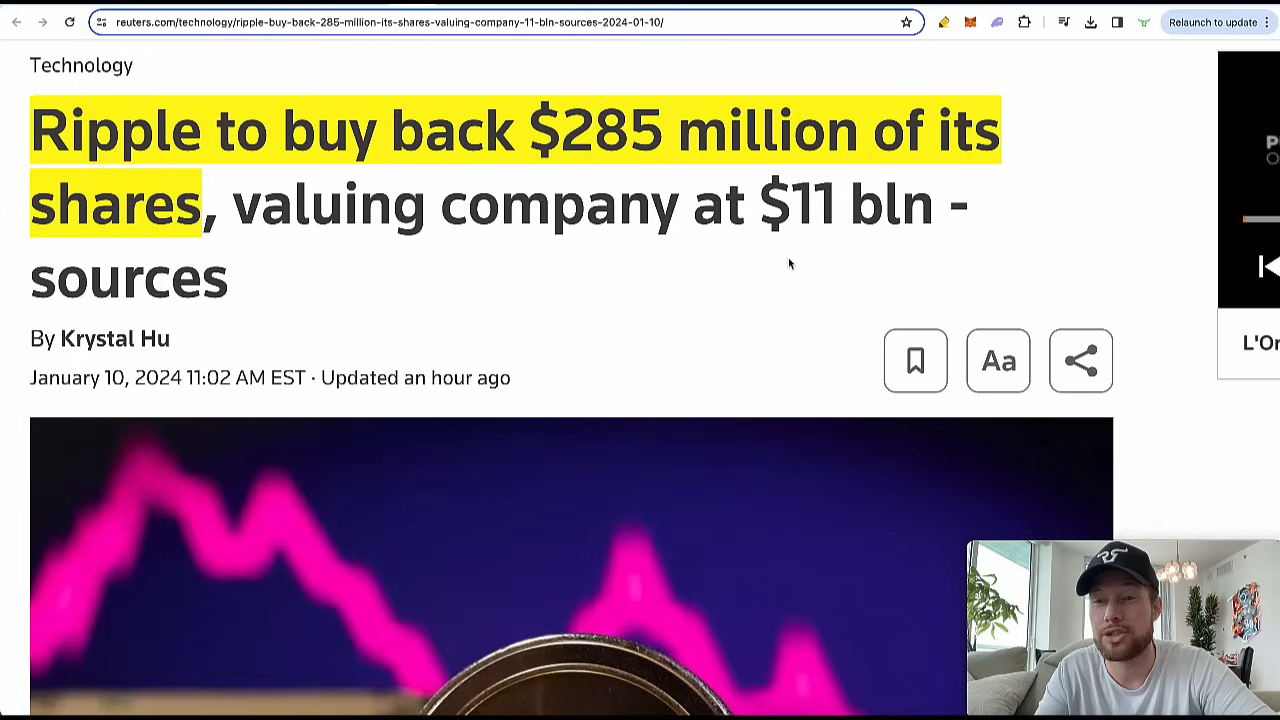 reuters.com/technology/ripple-buy-back-285-million-its-shares-valuing-company-11-bln-sources-2024-01-10/
Relaunch to update
Technology
Ripple to buy back $285 million of its
shares, valuing company at $11 bln -
sources
By Krystal Hu
January 10, 2024 11:02 AM EST · Updated an hour ago
Aa
L'Or